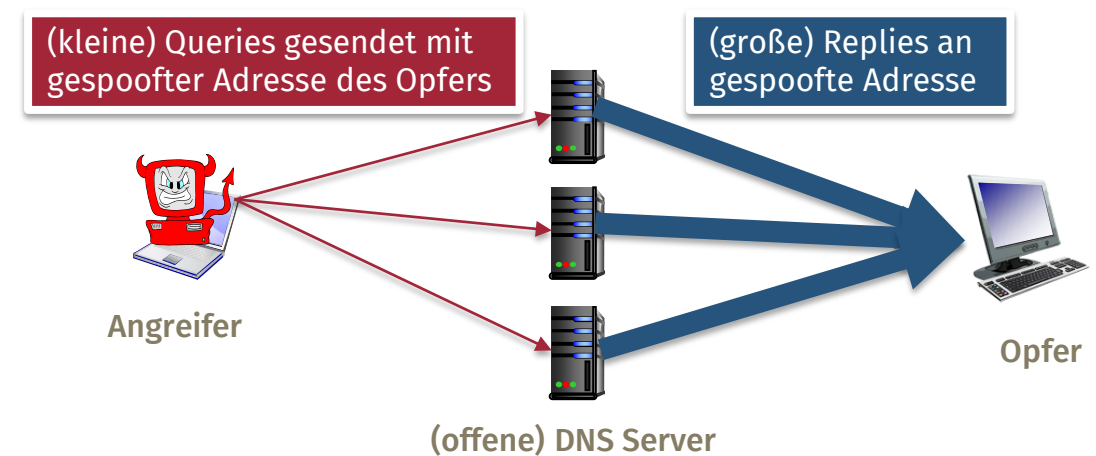 (kleine) Queries gesendet mit
gespoofter Adresse des Opfers
(große) Replies an
gespoofte Adresse
Angreifer
Opfer
(offene) DNS Server